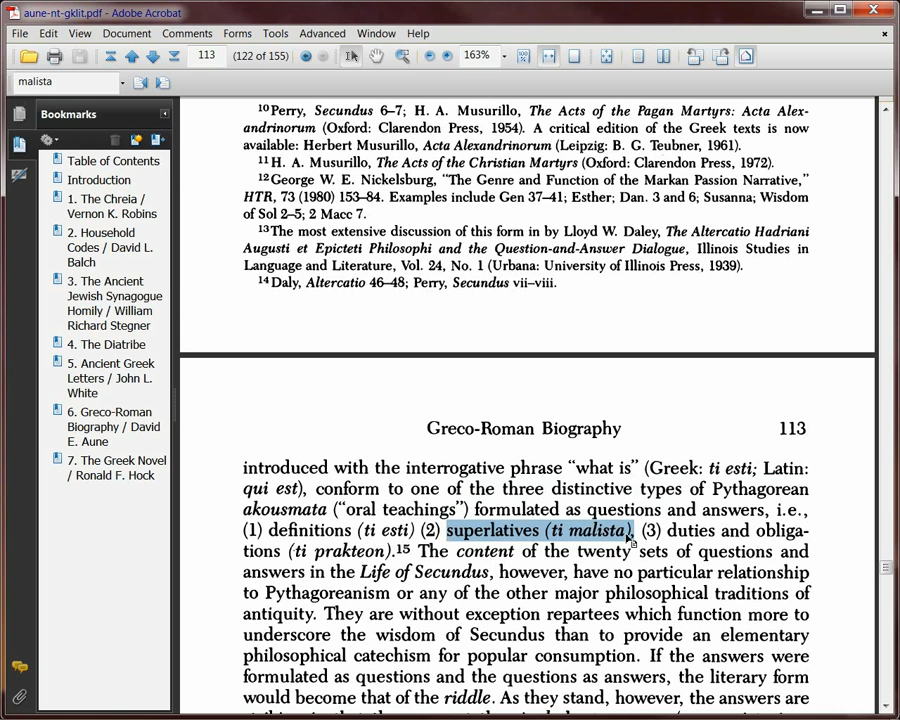 aune-nt-gklit.pdf - Adobe Acrobat
File Edit View Document Comments Forms Tools Advanced Window Help
113 (122 of 155) 163%
malista
Bookmarks
Table of Contents
Introduction
1. The Chreia /
Vernon K. Robins
2. Household
Codes / David L.
Balch
3. The Ancient
Jewish Synagogue
Homily / William
Richard Stegner
4. The Diatribe
5. Ancient Greek
Letters / John L.
White
6. Greco-Roman
Biography / David
E. Aune
7. The Greek Novel
/ Ronald F. Hock
10 Perry, Secundus 6–7; H. A. Musurillo, The Acts of the Pagan Martyrs: Acta Alex-
andrinorum (Oxford: Clarendon Press, 1954). A critical edition of the Greek texts is now
available: Herbert Musurillo, Acta Alexandrinorum (Leipzig: B. G. Teubner, 1961).
11 H. A. Musurillo, The Acts of the Christian Martyrs (Oxford: Clarendon Press, 1972).
12 George W. E. Nickelsburg, "The Genre and Function of the Markan Passion Narrative,"
HTR, 73 (1980) 153–84. Examples include Gen 37–41; Esther; Dan. 3 and 6; Susanna; Wisdom
of Sol 2–5; 2 Macc 7.
13 The most extensive discussion of this form in by Lloyd W. Daley, The Altercatio Hadriani
Augusti et Epicteti Philosophi and the Question-and-Answer Dialogue, Illinois Studies in
Language and Literature, Vol. 24, No. 1 (Urbana: University of Illinois Press, 1939).
14 Daly, Altercatio 46–48; Perry, Secundus vii–viii.
Greco-Roman Biography 113
introduced with the interrogative phrase "what is" (Greek: ti esti; Latin:
qui est), conform to one of the three distinctive types of Pythagorean
akousmata ("oral teachings") formulated as questions and answers, i.e.,
(1) definitions (ti esti) (2) superlatives (ti malista), (3) duties and obliga-
tions (ti prakteon).15 The content of the twenty sets of questions and
answers in the Life of Secundus, however, have no particular relationship
to Pythagoreanism or any of the other major philosophical traditions of
antiquity. They are without exception repartees which function more to
underscore the wisdom of Secundus than to provide an elementary
philosophical catechism for popular consumption. If the answers were
formulated as questions and the questions as answers, the literary form
would become that of the riddle. As they stand, however, the answers are